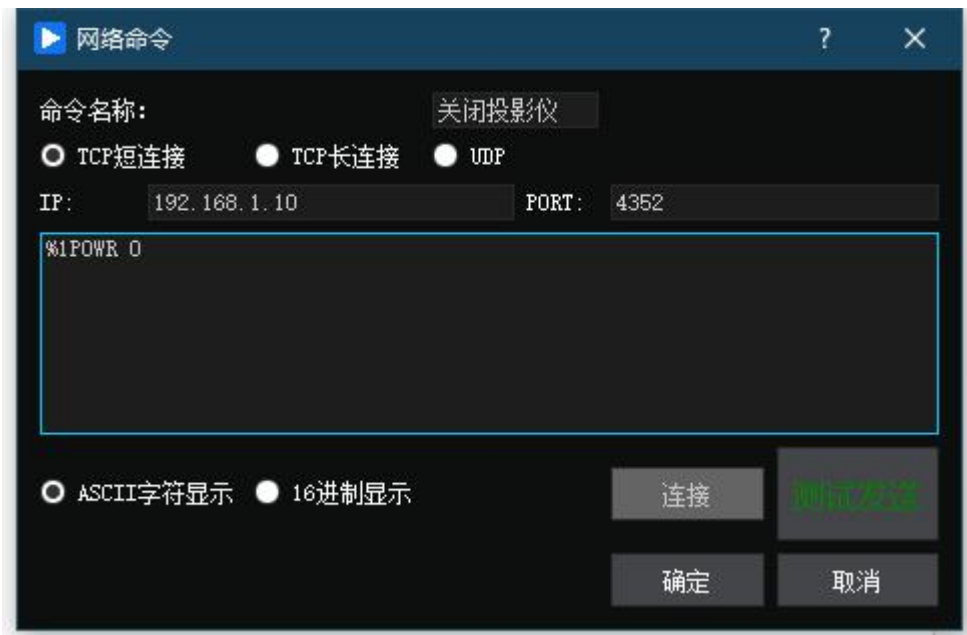 网络命令 ?
命令名称: 关闭投影仪
TCP短连接 TCP长连接 UDP
IP: 192.168.1.10 PORT: 4352
%1POWR 0
ASCII字符显示 16进制显示 连接 测试发送
确定 取消